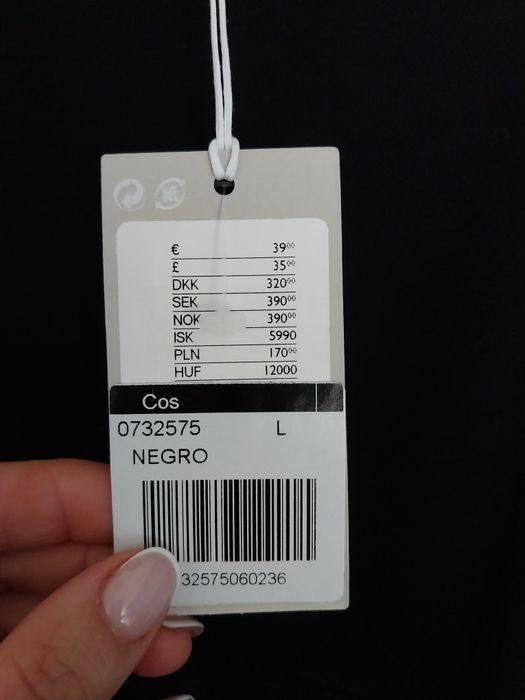 € 39⁰⁰
£ 35⁰⁰
DKK 320⁰⁰
SEK 390⁰⁰
NOK 390⁰⁰
ISK 5990
PLN 170⁰⁰
HUF 12000
Cos
0732575 L
NEGRO
32575060236